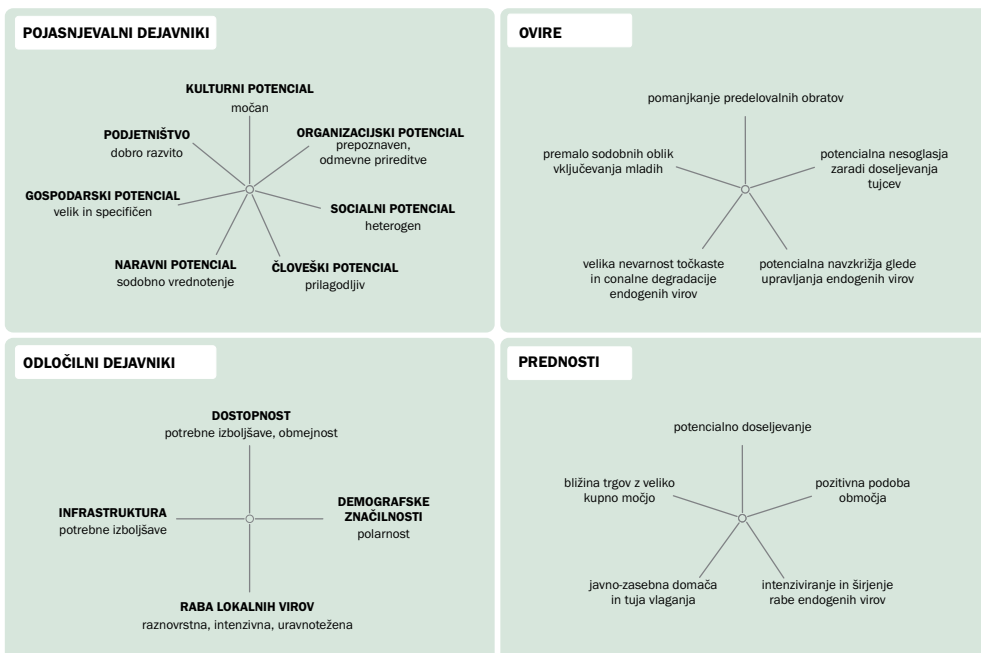 POJASNJEVALNI DEJAVNIKI
KULTURNI POTENCIAL
močan
PODJETNIŠTVO
dobro razvito
ORGANIZACIJSKI POTENCIAL
prepoznaven,
odmevne prireditve
GOSPODARSKI POTENCIAL
velik in specifičen
SOCIALNI POTENCIAL
heterogen
NARAVNI POTENCIAL
sodobno vrednotenje
ČLOVEŠKI POTENCIAL
prilagodljiv
OVIRE
pomanjkanje predelovalnih obratov
premalo sodobnih oblik
vključevanja mladih
potencialna nesoglasja
zaradi doseljevanja
tujcev
velika nevarnost točkaste
in conalne degradacije
endogenih virov
potencialna navzkrižja glede
upravljanja endogenih virov
ODLOČILNI DEJAVNIKI
DOSTOPNOST
potrebne izboljšave, obmejnost
INFRASTRUKTURA
potrebne izboljšave
DEMOGRAFSKE
ZNAČILNOSTI
polarnost
RABA LOKALNIH VIROV
raznovrstna, intenzivna, uravnotežena
PREDNOSTI
potencialno doseljevanje
bližina trgov z veliko
kupno močjo
pozitivna podoba
območja
javno-zasebna domača
in tuja vlaganja
intenziviranje in širjenje
rabe endogenih virov